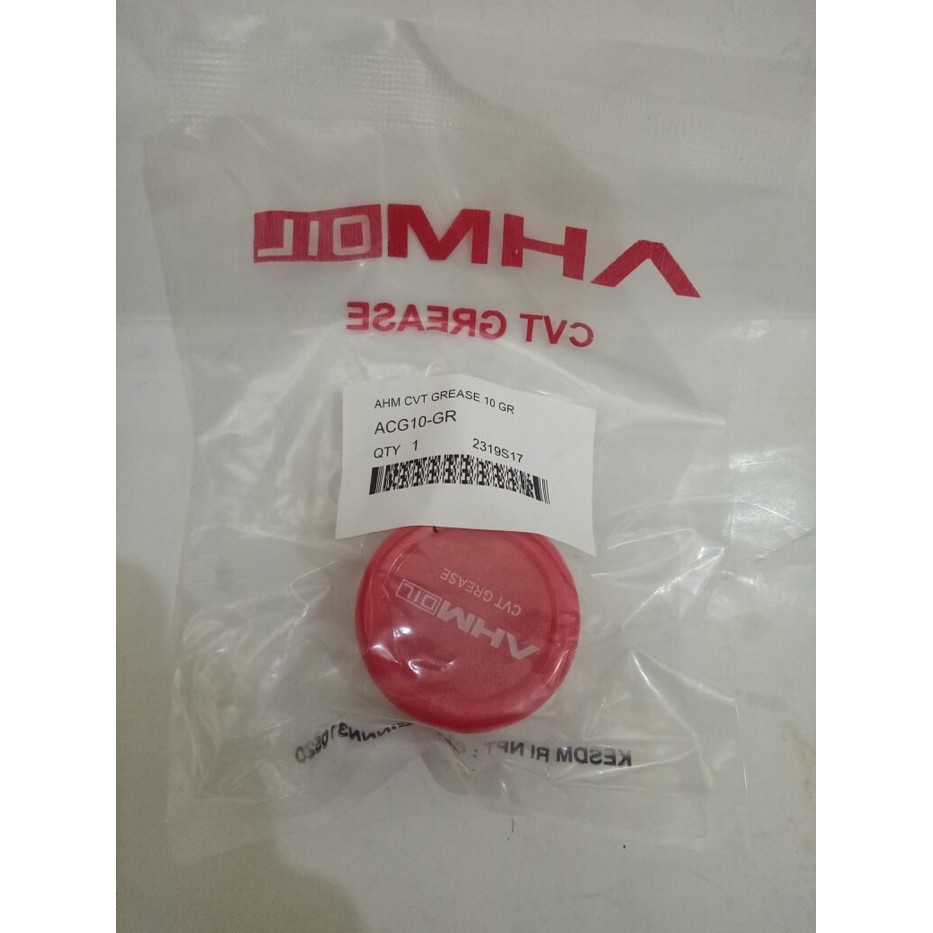 AHMOIL
CVT GREASE
AHM CVT GREASE 10 GR
ACG10-GR
QTY 1 2319S17
CVT GREASE
AHMOIL
KESDM RI NPT :